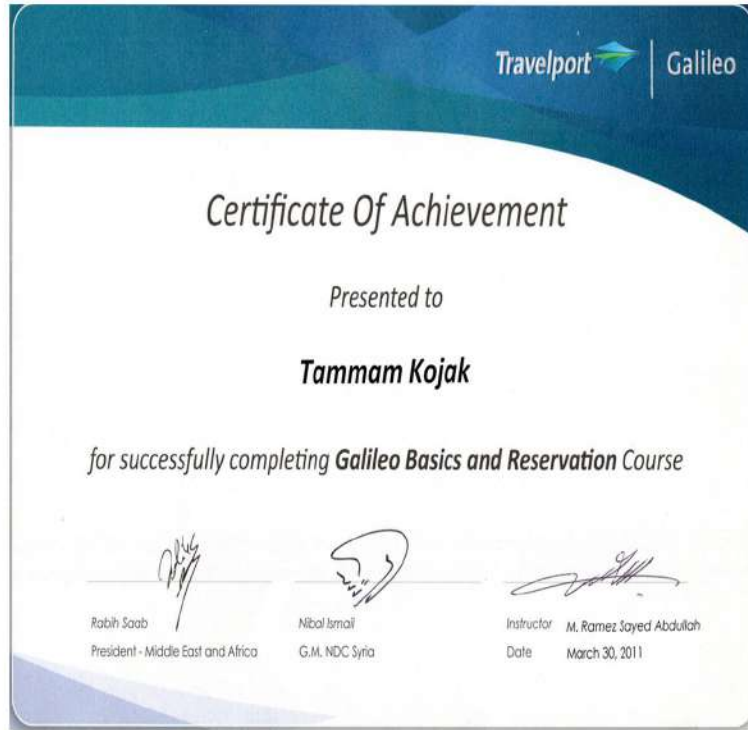 Travelport | Galileo
Certificate Of Achievement
Presented to
Tammam Kojak
for successfully completing Galileo Basics and Reservation Course
Rabih Saab
President - Middle East and Africa
Nibal Ismail
G.M. NDC Syria
Instructor M. Ramez Sayed Abdullah
Date March 30, 2011